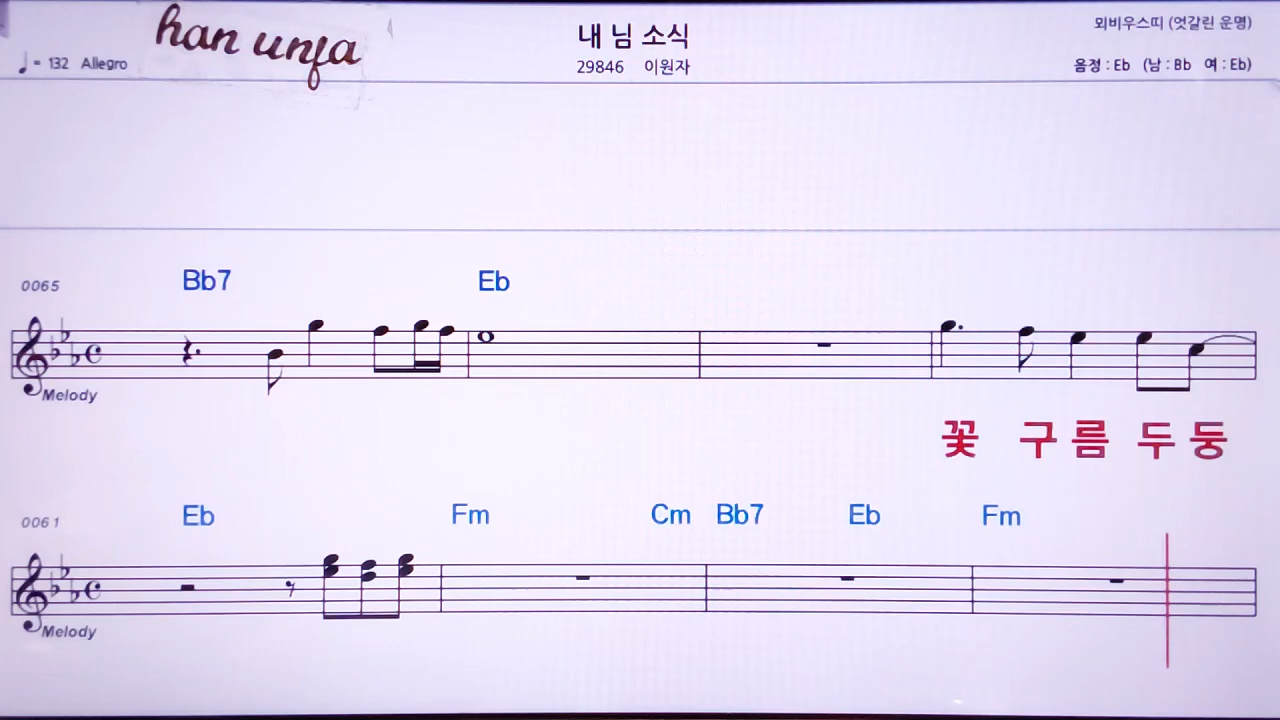 han unfa
♩ = 132 Allegro
내 님 소식
29846 이원자
외비우스띠 (엇갈린 운명)
음정 : Eb (남 : Bb 여 : Eb)
0065
Bb7 Eb
Melody
꽃 구 름 두 둥
0061
Eb Fm Cm Bb7 Eb Fm
Melody